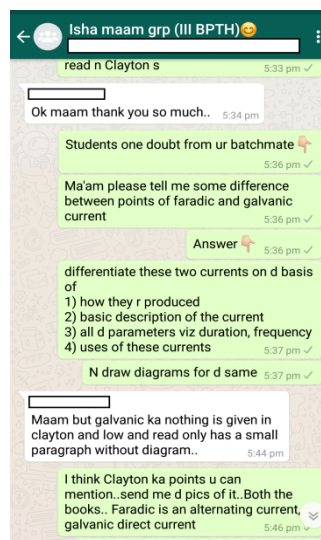 Isha maam grp (III BPTH)😊
read n Clayton s
5:33 pm
Ok maam thank you so much..
5:34 pm
Students one doubt from ur batchmate 👇
5:36 pm
Ma'am please tell me some difference
between points of faradic and galvanic
current
5:36 pm
Answer 👇
5:36 pm
differentiate these two currents on d basis
of
1) how they r produced
2) basic description of the current
3) all d parameters viz duration, frequency
4) uses of these currents
5:37 pm
N draw diagrams for d same
5:37 pm
Maam but galvanic ka nothing is given in
clayton and low and read only has a small
paragraph without diagram..
5:44 pm
I think Clayton ka points u can
mention..send me d pics of it..Both the
books.. Faradic is an alternating current,
galvanic direct current
5:46 pm